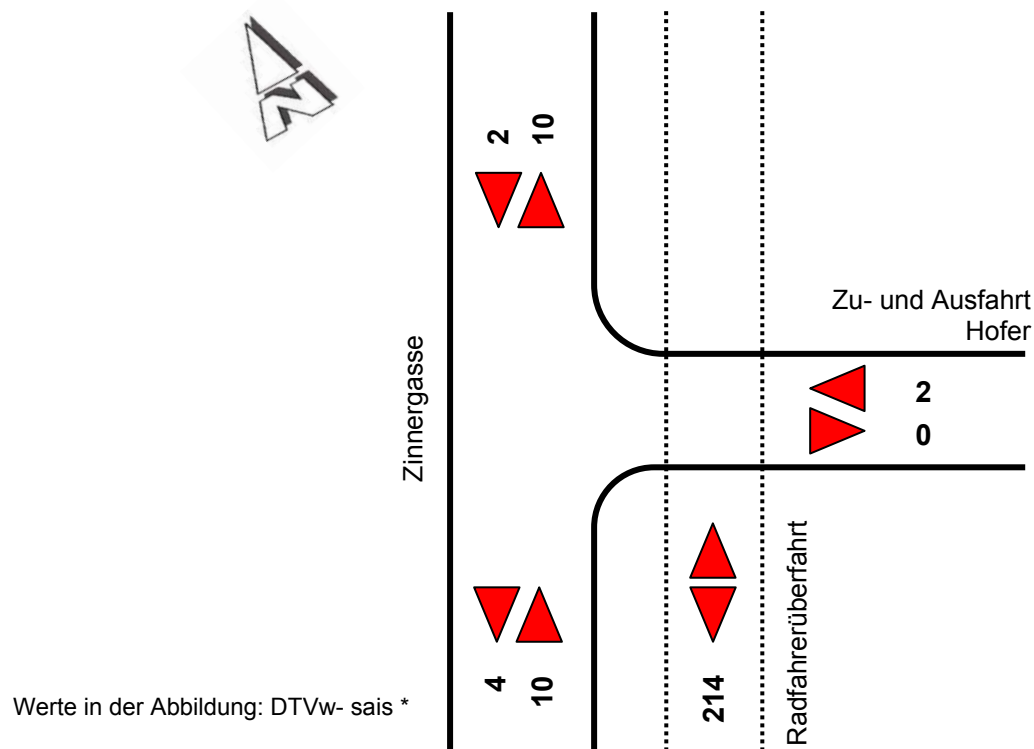 N
2
10
Zu- und Ausfahrt
Hofer
Zinnergasse
2
0
Radfahrerüberfahrt
4
10
214
Werte in der Abbildung: DTVw- sais *